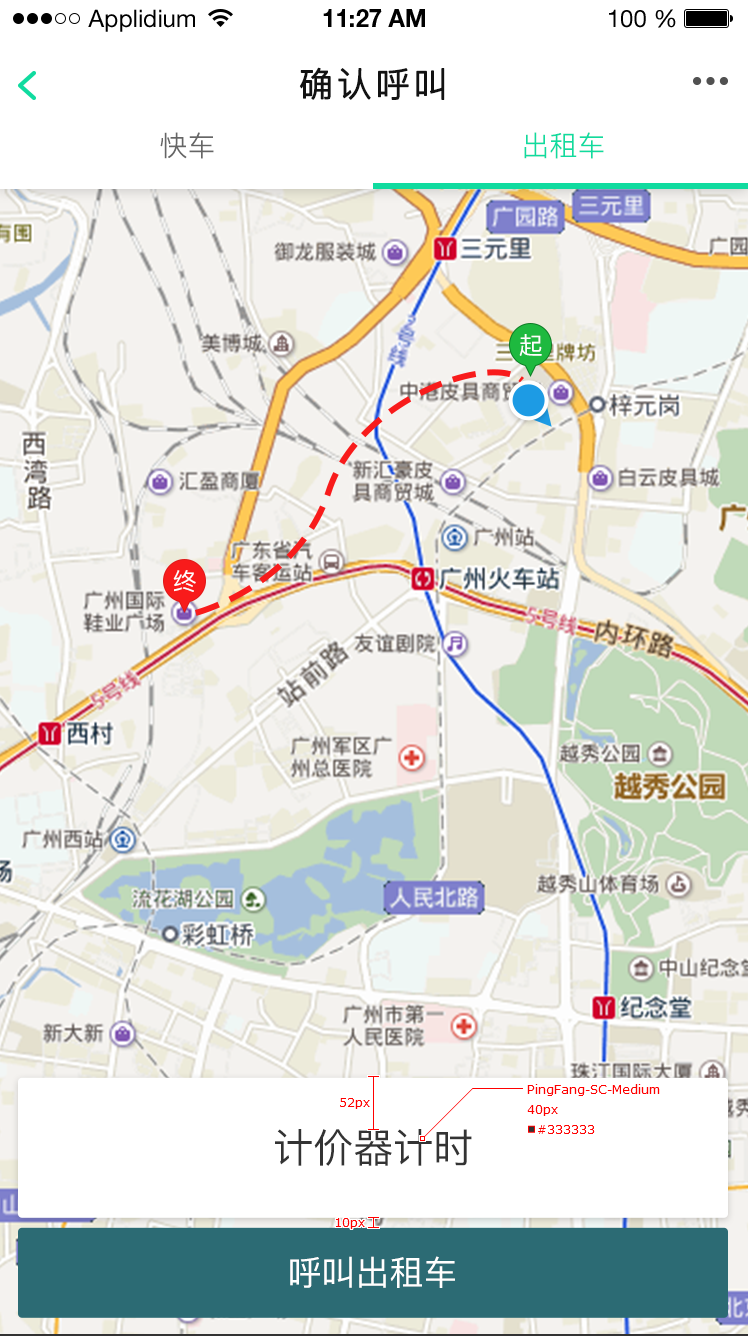 Applidium
11:27 AM
100 %
确认呼叫
快车
出租车
三元里
广园路
有围
御龙服装城
三元里
广园
美博城
起
中港皮具商贸
梓元岗
西湾路
汇盈商厦
新汇豪皮
具商贸城
白云皮具城
广州站
广东省汽
车客运站
终
广州火车站
广州国际
鞋业广场
5号线
内环路
友谊剧院
站前路
5号线
西村
广州军区广
州总医院
越秀公园
越秀公园
广州西站
越秀山体育场
流花湖公园
人民北路
彩虹桥
中山纪念堂
纪念堂
广州市第一
人民医院
新大新
珠江国际大厦
52px
PingFang-SC-Medium
40px
#333333
计价器计时
10px
呼叫出租车